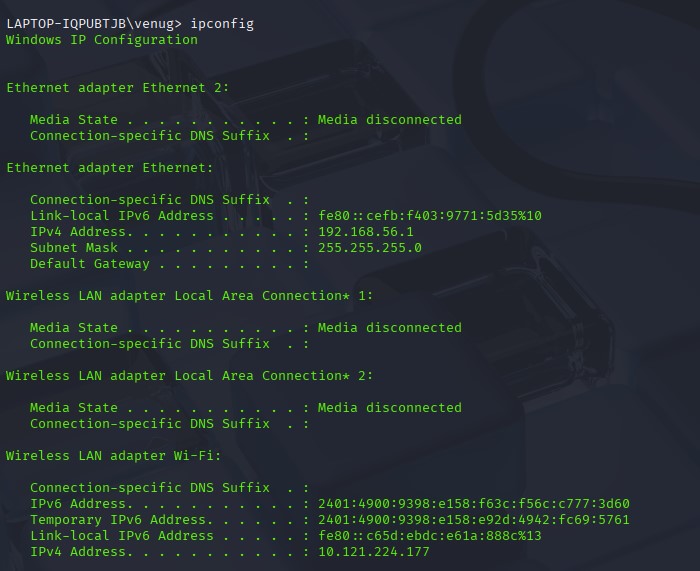 LAPTOP-IQPUBTJB\venug> ipconfig
Windows IP Configuration
Ethernet adapter Ethernet 2:
Media State . . . . . . . . . . . : Media disconnected
Connection-specific DNS Suffix  . :
Ethernet adapter Ethernet:
Connection-specific DNS Suffix  . :
Link-local IPv6 Address . . . . . : fe80::cefb:f403:9771:5d35%10
IPv4 Address. . . . . . . . . . . : 192.168.56.1
Subnet Mask . . . . . . . . . . . : 255.255.255.0
Default Gateway . . . . . . . . . :
Wireless LAN adapter Local Area Connection* 1:
Media State . . . . . . . . . . . : Media disconnected
Connection-specific DNS Suffix  . :
Wireless LAN adapter Local Area Connection* 2:
Media State . . . . . . . . . . . : Media disconnected
Connection-specific DNS Suffix  . :
Wireless LAN adapter Wi-Fi:
Connection-specific DNS Suffix  . :
IPv6 Address. . . . . . . . . . . : 2401:4900:9398:e158:f63c:f56c:c777:3d60
Temporary IPv6 Address. . . . . . : 2401:4900:9398:e158:e92d:4942:fc69:5761
Link-local IPv6 Address . . . . . : fe80::c65d:ebdc:e61a:888c%13
IPv4 Address. . . . . . . . . . . : 10.121.224.177